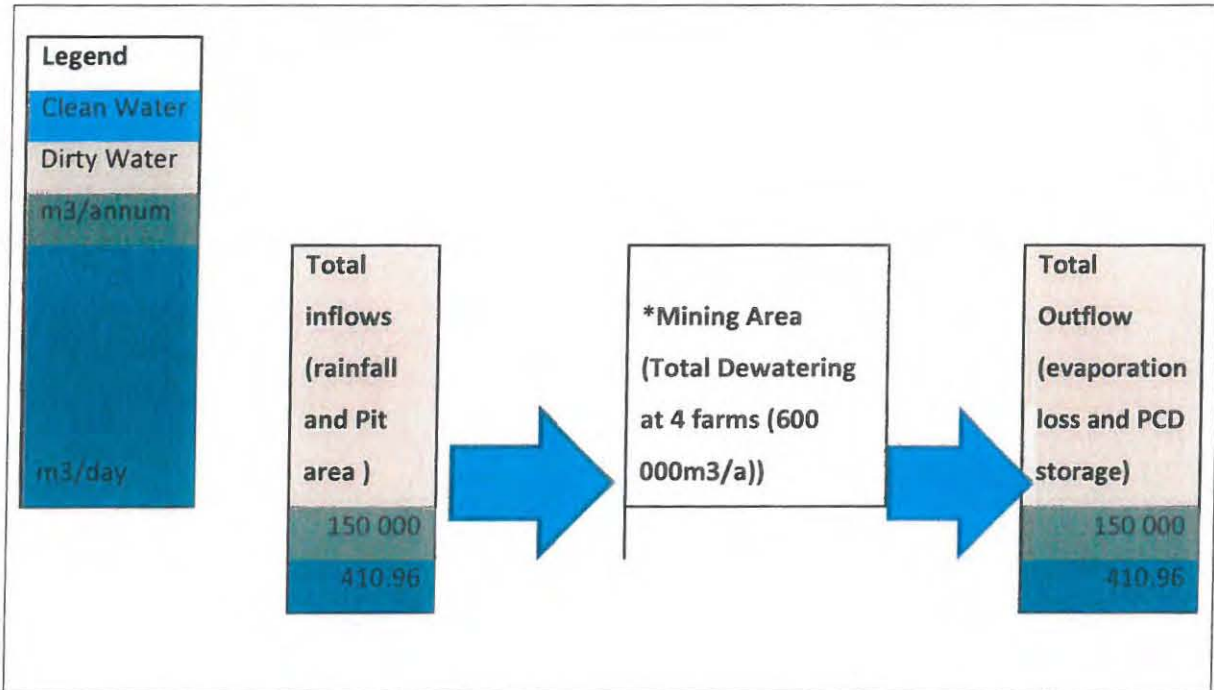 Legend
Clean Water
Dirty Water
m3/annum
m3/day
Total
inflows
(rainfall
and Pit
area )
150 000
410.96
*Mining Area
(Total Dewatering
at 4 farms (600
000m3/a))
Total
Outflow
(evaporation
loss and PCD
storage)
150 000
410.96